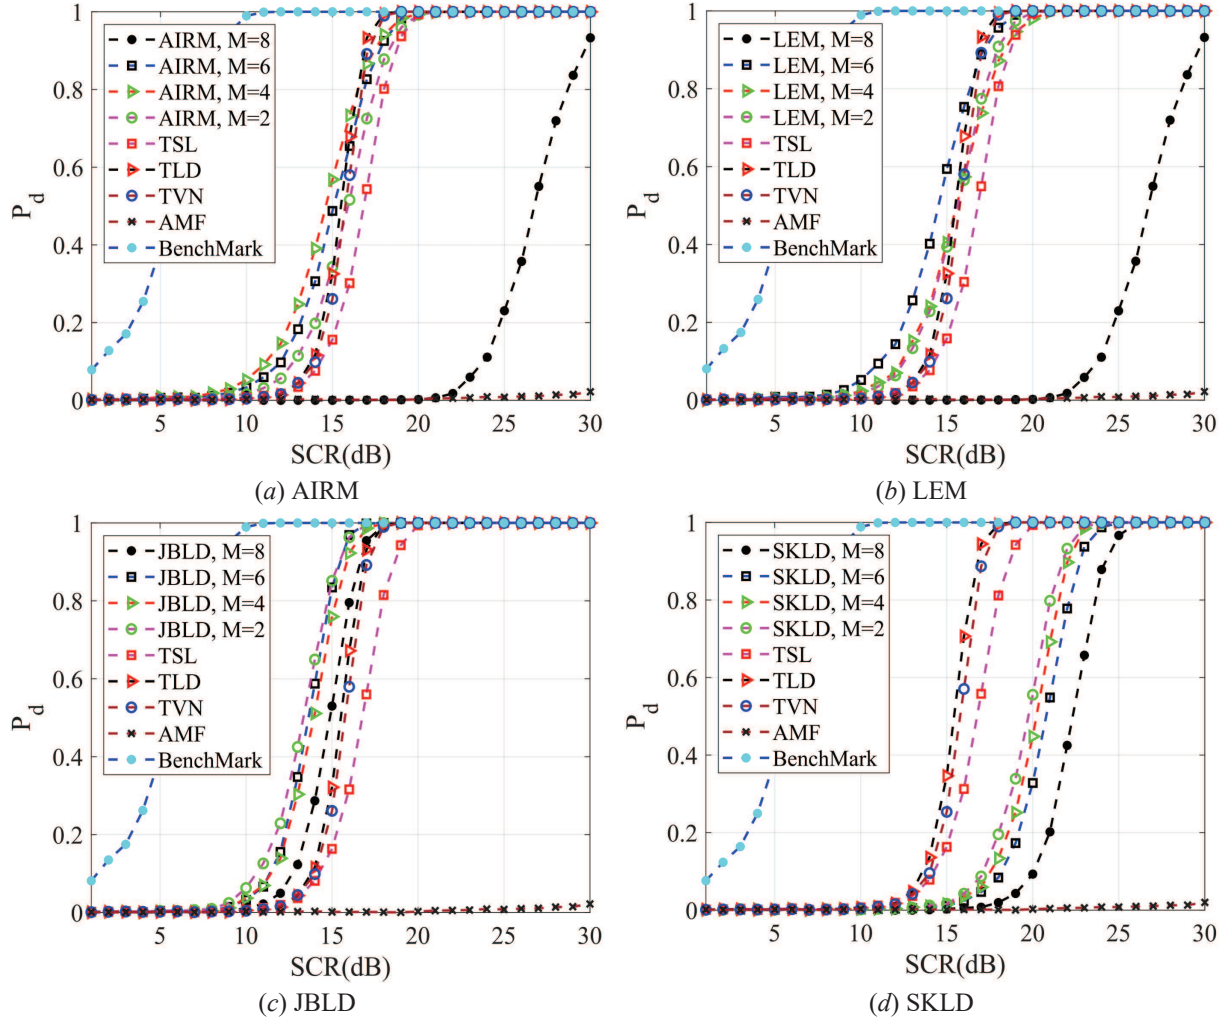 1
0.8
0.6
0.4
0.2
0
P_d
AIRM, M=8
AIRM, M=6
AIRM, M=4
AIRM, M=2
TSL
TLD
TVN
AMF
BenchMark
5 10 15 20 25 30
SCR(dB)
(a) AIRM
1
0.8
0.6
0.4
0.2
0
P_d
LEM, M=8
LEM, M=6
LEM, M=4
LEM, M=2
TSL
TLD
TVN
AMF
BenchMark
5 10 15 20 25 30
SCR(dB)
(b) LEM
1
0.8
0.6
0.4
0.2
0
P_d
JBLD, M=8
JBLD, M=6
JBLD, M=4
JBLD, M=2
TSL
TLD
TVN
AMF
BenchMark
5 10 15 20 25 30
SCR(dB)
(c) JBLD
1
0.8
0.6
0.4
0.2
0
P_d
SKLD, M=8
SKLD, M=6
SKLD, M=4
SKLD, M=2
TSL
TLD
TVN
AMF
BenchMark
5 10 15 20 25 30
SCR(dB)
(d) SKLD